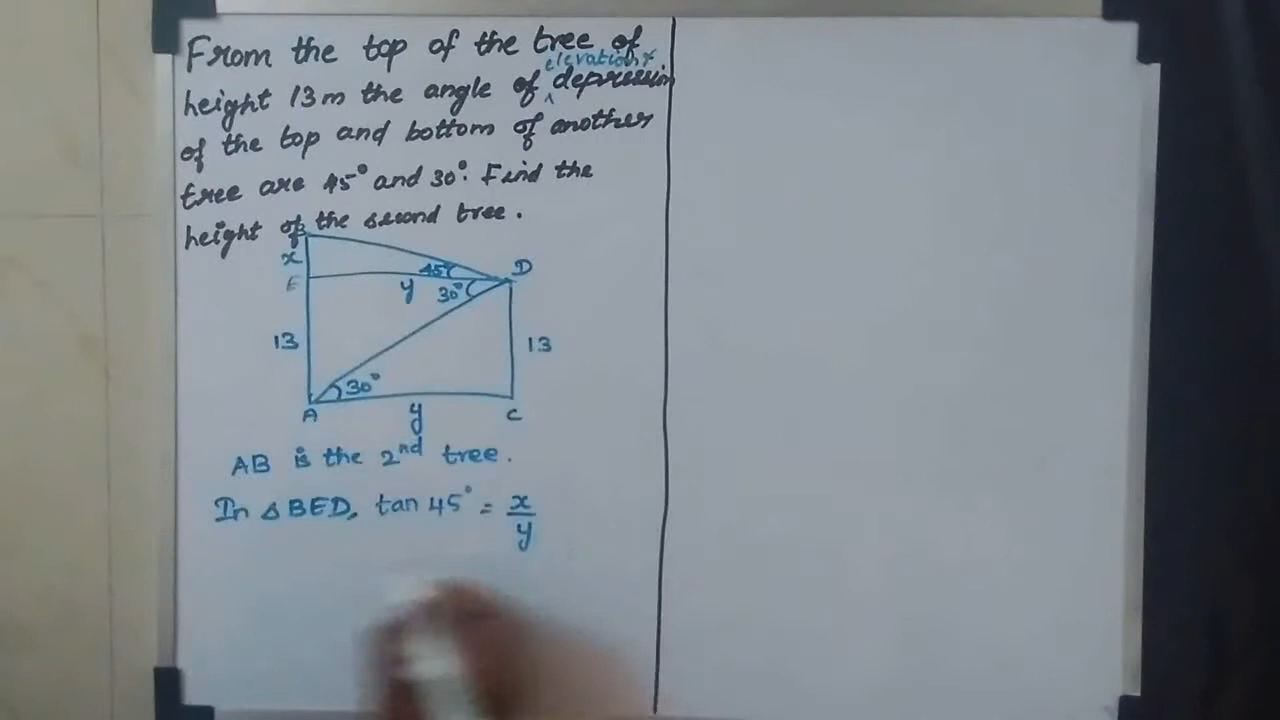 From the top of the tree of
elevation &
height 13m the angle of ^ depression
of the top and bottom of another
tree are 45° and 30°. Find the
height of the second tree.
B
x
E
45°
D
y
30°
13
13
30°
A
y
C
AB is the 2nd tree.
In △BED, tan 45° = x/y